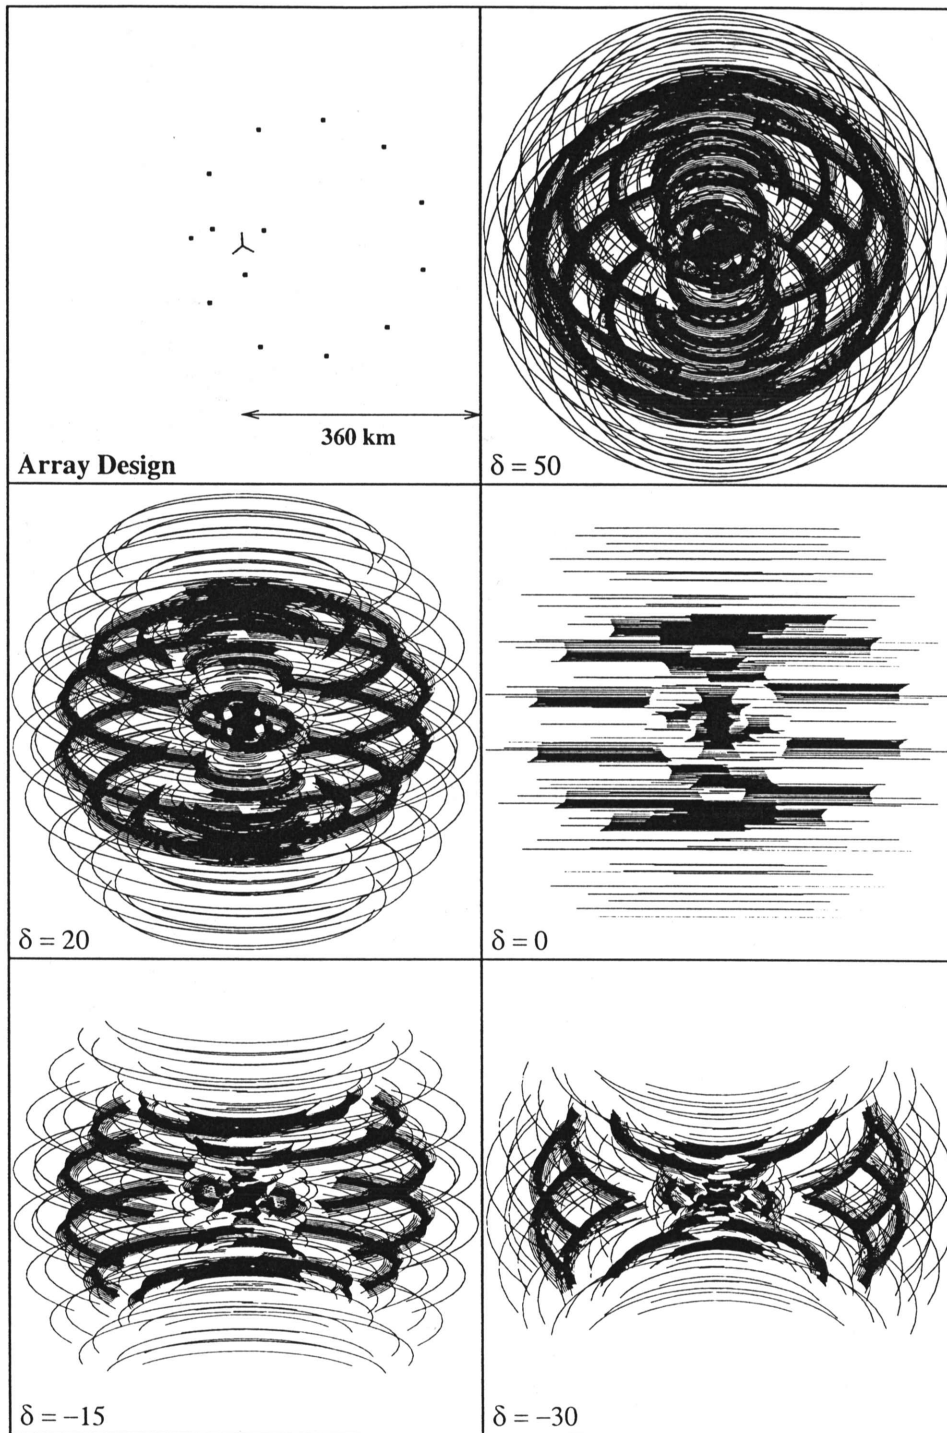 360 km
Array Design
δ = 50
δ = 20
δ = 0
δ = −15
δ = −30